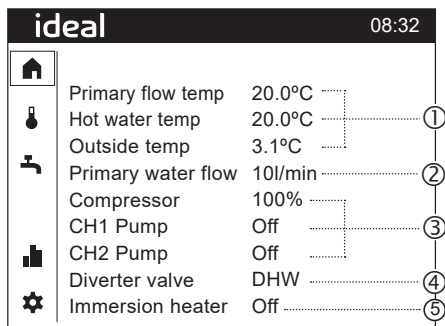 ideal 08:32
Primary flow temp 20.0ºC
Hot water temp 20.0ºC ①
Outside temp 3.1ºC
Primary water flow 10l/min ②
Compressor 100%
CH1 Pump Off ③
CH2 Pump Off
Diverter valve DHW ④
Immersion heater Off ⑤